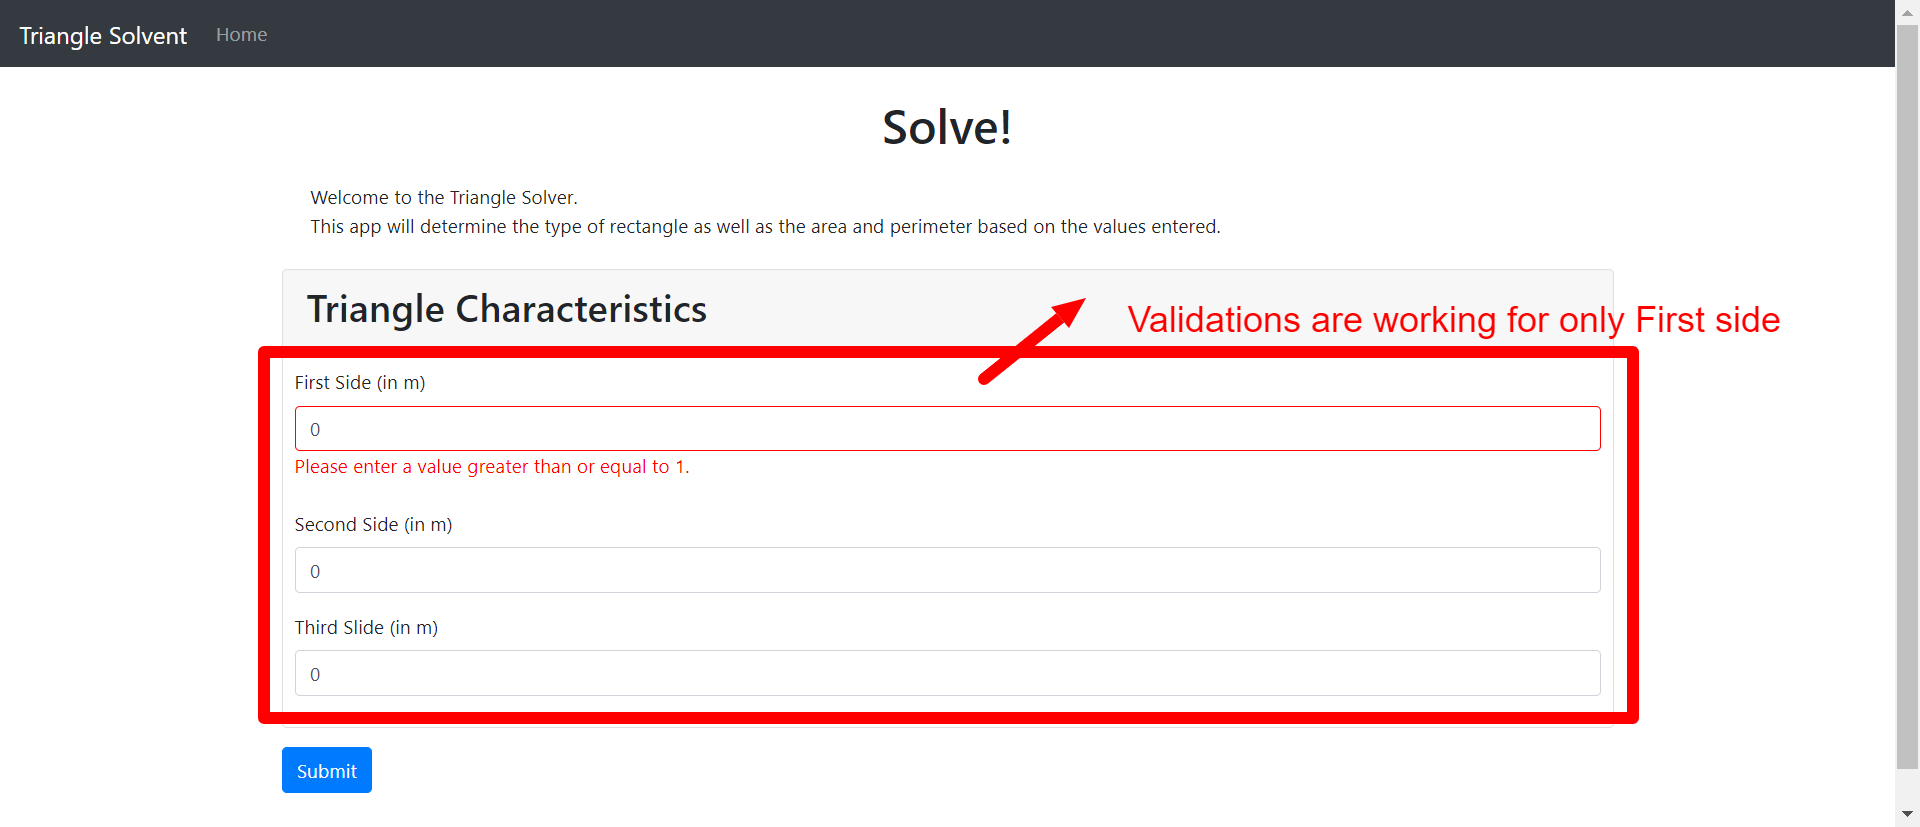 Triangle Solvent Home
Solve!
Welcome to the Triangle Solver.
This app will determine the type of rectangle as well as the area and perimeter based on the values entered.
Triangle Characteristics
Validations are working for only First side
First Side (in m)
0
Please enter a value greater than or equal to 1.
Second Side (in m)
0
Third Slide (in m)
0
Submit